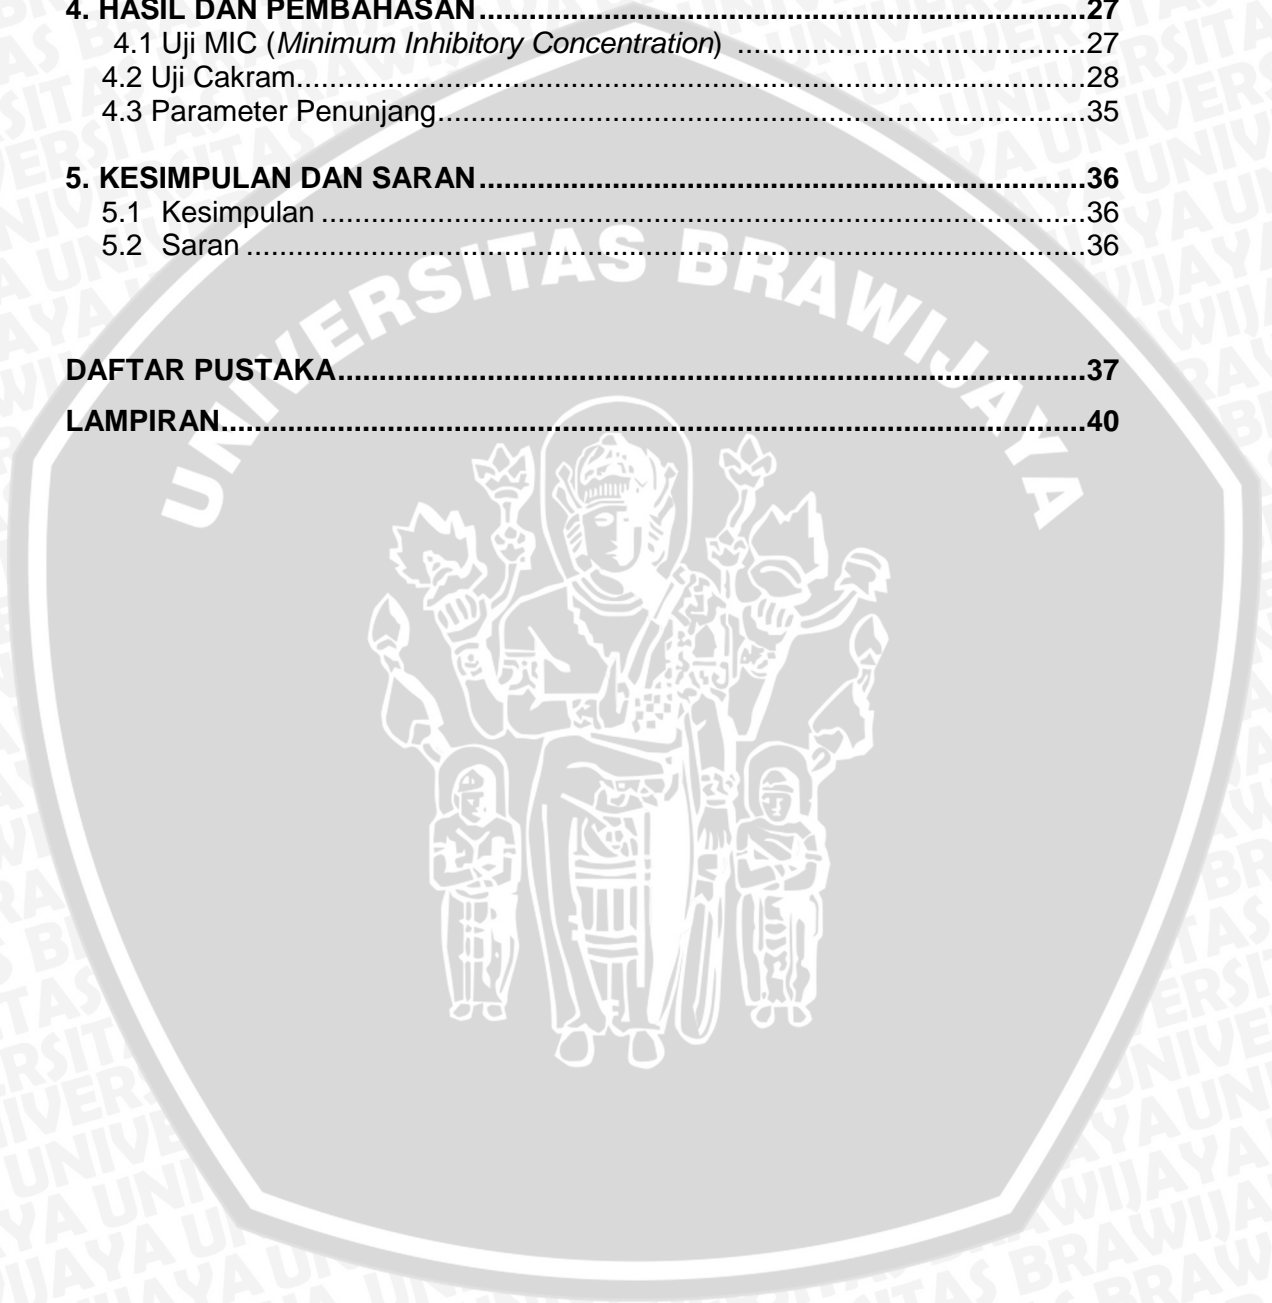 4. HASIL DAN PEMBAHASAN..........................................................................27
4.1 Uji MIC (Minimum Inhibitory Concentration) ..........................................27
4.2 Uji Cakram...............................................................................................28
4.3 Parameter Penunjang..............................................................................35
5. KESIMPULAN DAN SARAN..........................................................................36
5.1 Kesimpulan ............................................................................................36
5.2 Saran .....................................................................................................36
UNIVERSITAS BRAWIJAYA
DAFTAR PUSTAKA...........................................................................................37
LAMPIRAN.........................................................................................................40